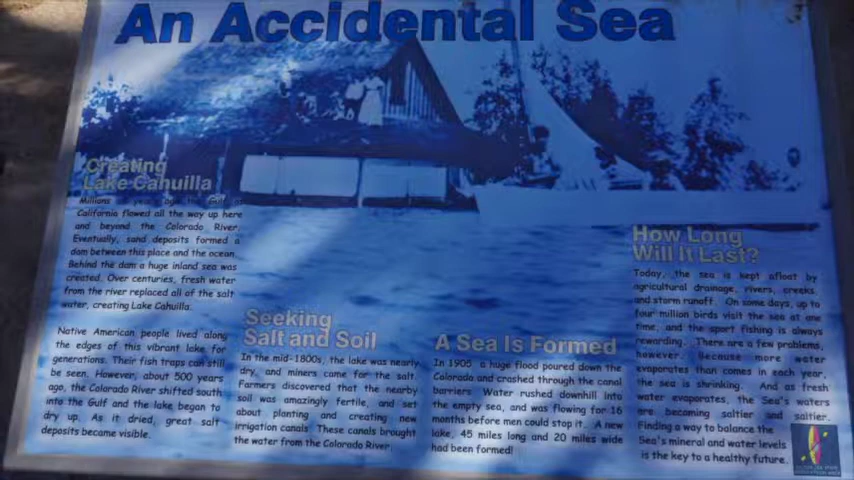 An Accidental Sea
Creating
Lake Cahuilla
Millions of years ago the Gulf of
California flowed all the way up here
and beyond the Colorado River.
Eventually, sand deposits formed a
dam between this place and the ocean.
Behind the dam a huge inland sea was
created. Over centuries, fresh water
from the river replaced all of the salt
water, creating Lake Cahuilla.
Native American people lived along
the edges of this vibrant lake for
generations. Their fish traps can still
be seen. However, about 500 years
ago, the Colorado River shifted south
into the Gulf and the lake began to
dry up. As it dried, great salt
deposits became visible.
Seeking
Salt and Soil
In the mid-1800s, the lake was nearly
dry, and miners came for the salt.
Farmers discovered that the nearby
soil was amazingly fertile, and set
about planting and creating new
irrigation canals. These canals brought
the water from the Colorado River.
A Sea Is Formed
In 1905 a huge flood poured down the
Colorado and crashed through the canal
barriers. Water rushed downhill into
the empty sea, and was flowing for 16
months before men could stop it. A new
lake, 45 miles long and 20 miles wide
had been formed!
How Long
Will It Last?
Today, the sea is kept afloat by
agricultural drainage, rivers, creeks
and storm runoff. On some days, up to
four million birds visit the sea at one
time, and the sport fishing is always
rewarding. There are a few problems,
however. Because more water
evaporates than comes in each year,
the sea is shrinking. And as fresh
water evaporates, the Sea's waters
are becoming saltier and saltier.
Finding a way to balance the
Sea's mineral and water levels
is the key to a healthy future.